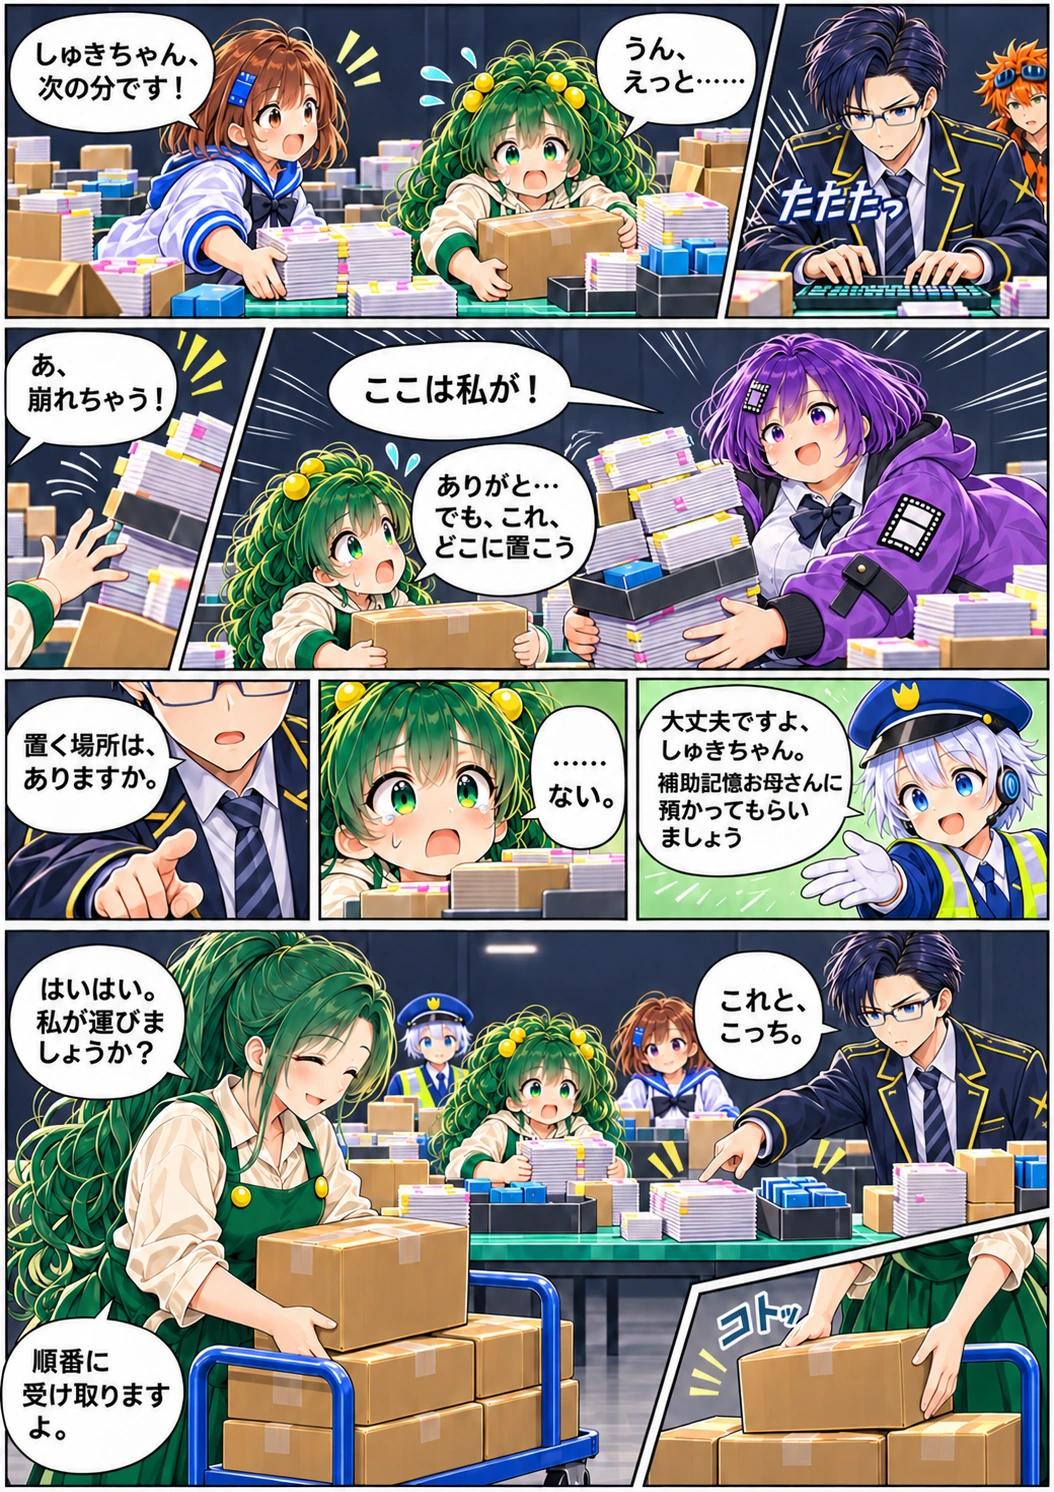 しゅきちゃん、
次の分です!
うん、
えっと……
たたたっ
あ、
崩れちゃう!
ここは私が!
ありがと…
でも、これ、
どこに置こう
置く場所は、
ありますか。
……
ない。
大丈夫ですよ、
しゅきちゃん。
補助記憶お母さんに
預かってもらい
ましょう
はいはい。
私が運びま
しょうか?
これと、
こっち。
順番に
受け取ります
よ。
コトッ